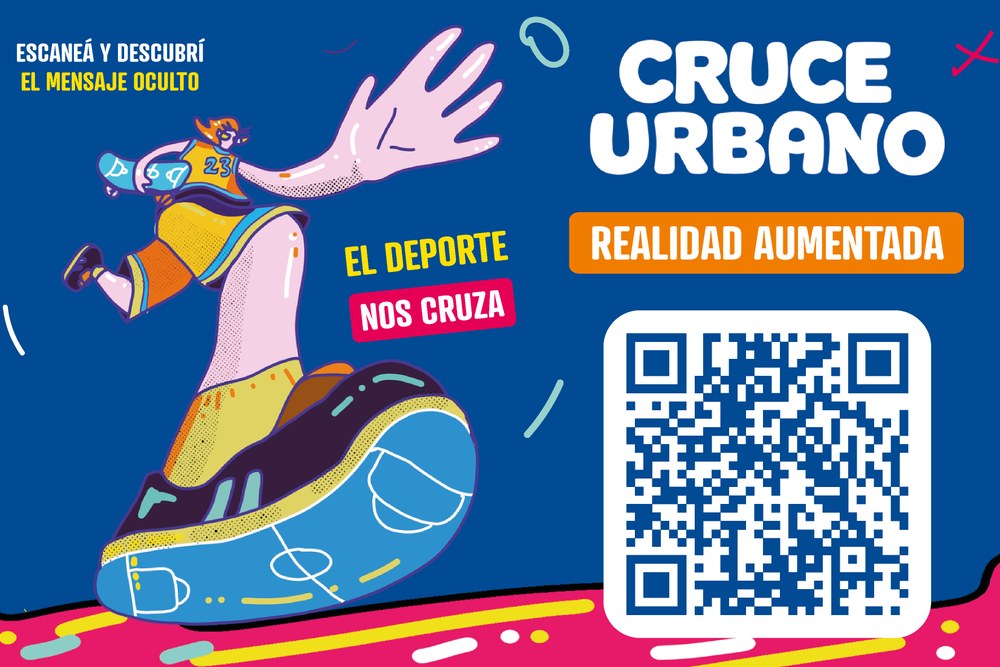 ESCANEÁ Y DESCUBRÍ
EL MENSAJE OCULTO
23
EL DEPORTE
NOS CRUZA
CRUCE
URBANO
REALIDAD AUMENTADA